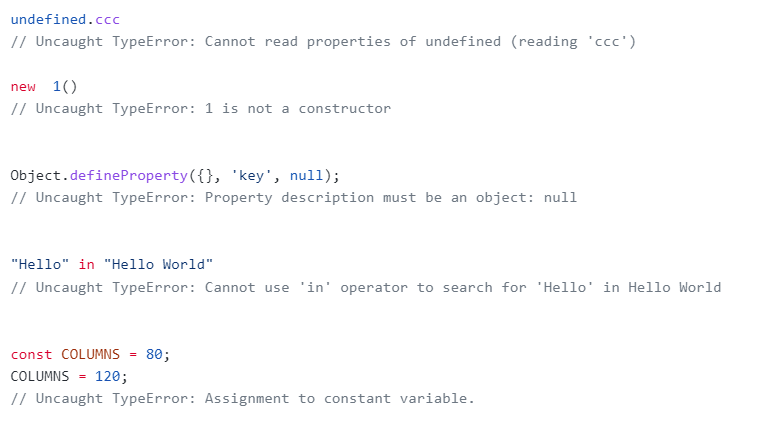 undefined.ccc
// Uncaught TypeError: Cannot read properties of undefined (reading 'ccc')
new  1()
// Uncaught TypeError: 1 is not a constructor
Object.defineProperty({}, 'key', null);
// Uncaught TypeError: Property description must be an object: null
"Hello" in "Hello World"
// Uncaught TypeError: Cannot use 'in' operator to search for 'Hello' in Hello World
const COLUMNS = 80;
COLUMNS = 120;
// Uncaught TypeError: Assignment to constant variable.